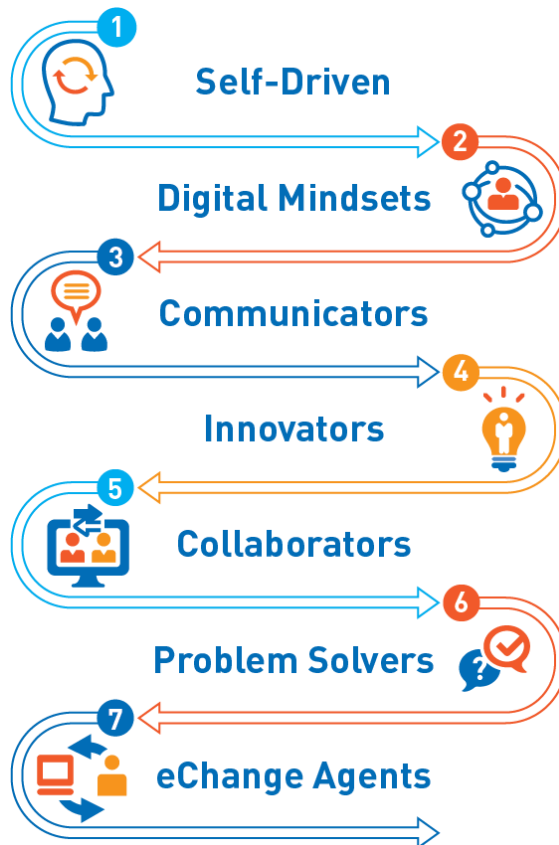 1
Self-Driven
2
Digital Mindsets
3
Communicators
4
Innovators
5
Collaborators
6
Problem Solvers
?
7
eChange Agents